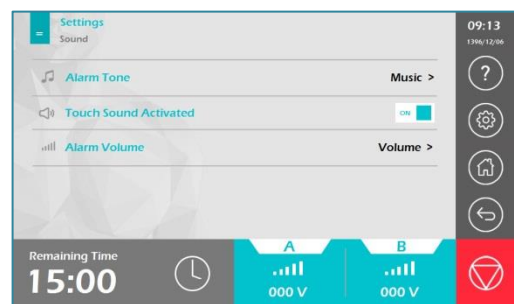 Settings
Sound
09:13
1396/12/06
Alarm Tone
Music >
?
Touch Sound Activated
ON
Alarm Volume
Volume >
Remaining Time
15:00
A
000 V
B
000 V